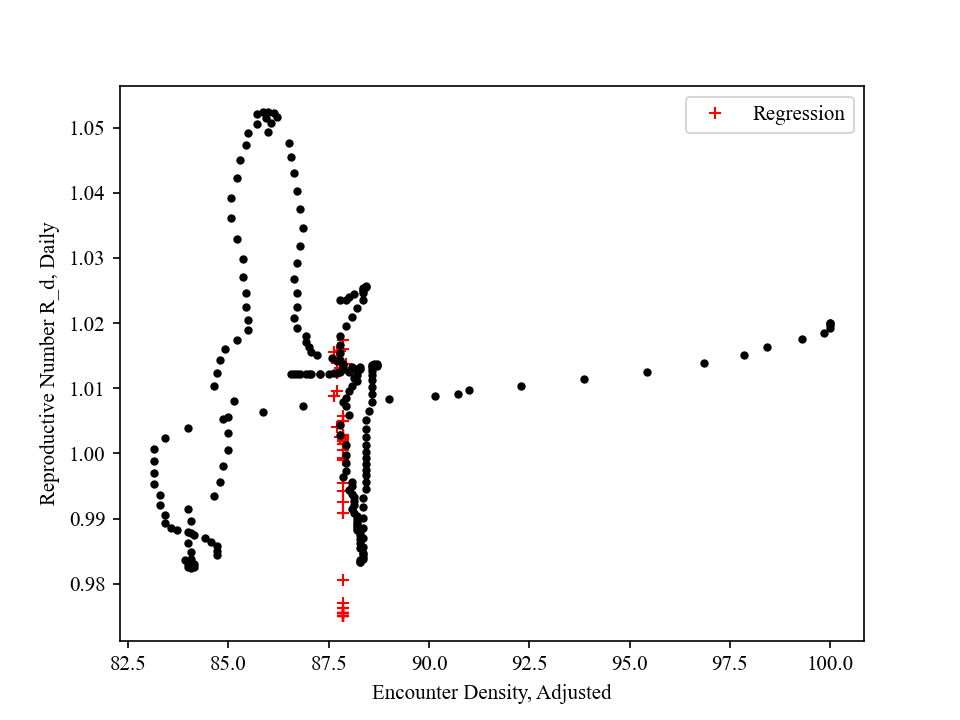 Regression
1.05
1.04
1.03
1.02
1.01
1.00
0.99
0.98
Reproductive Number R_d, Daily
82.5 85.0 87.5 90.0 92.5 95.0 97.5 100.0
Encounter Density, Adjusted